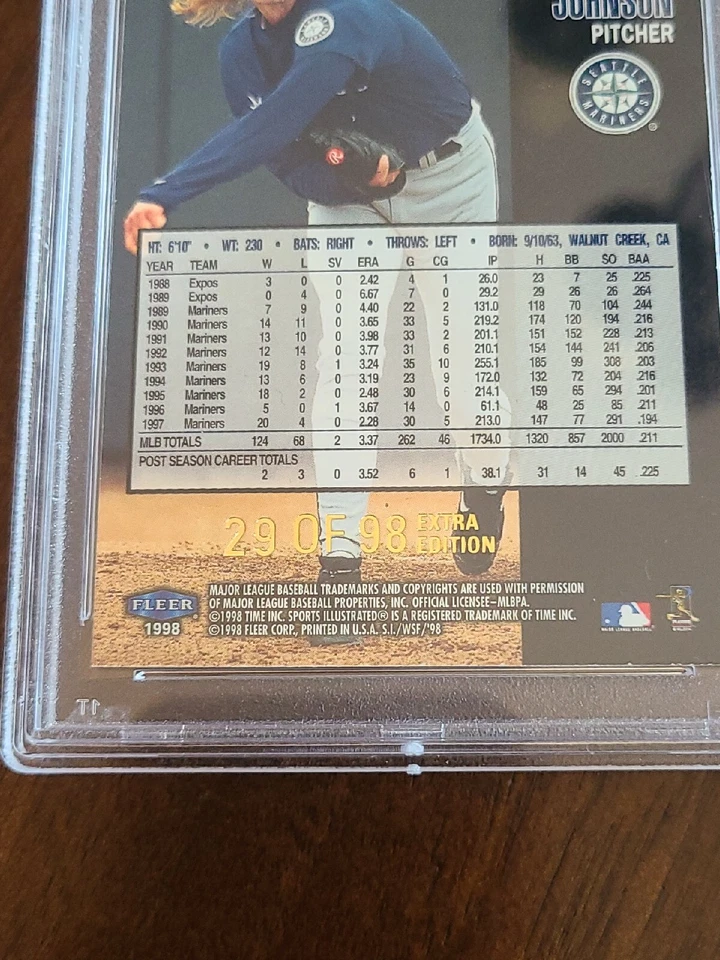 JOHNSON
PITCHER
SEATTLE
MARINERS
HT: 6'10" • WT: 230 • BATS: RIGHT • THROWS: LEFT • BORN: 9/10/63, WALNUT CREEK, CA
YEAR TEAM W L SV ERA G CG IP H BB SO BAA
1988 Expos 3 0 0 2.42 4 1 26.0 23 7 25 .225
1989 Expos 0 4 0 6.67 7 0 29.2 29 26 26 .264
1989 Mariners 7 9 0 4.40 22 2 131.0 118 70 104 .244
1990 Mariners 14 11 0 3.65 33 5 219.2 174 120 194 .216
1991 Mariners 13 10 0 3.98 33 2 201.1 151 152 228 .213
1992 Mariners 12 14 0 3.77 31 6 210.1 154 144 241 .206
1993 Mariners 19 8 1 3.24 35 10 255.1 185 99 308 .203
1994 Mariners 13 6 0 3.19 23 9 172.0 132 72 204 .216
1995 Mariners 18 2 0 2.48 30 6 214.1 159 65 294 .201
1996 Mariners 5 0 1 3.67 14 0 61.1 48 25 85 .211
1997 Mariners 20 4 0 2.28 30 5 213.0 147 77 291 .194
MLB TOTALS 124 68 2 3.37 262 46 1734.0 1320 857 2000 .211
POST SEASON CAREER TOTALS
2 3 0 3.52 6 1 38.1 31 14 45 .225
29 OF 98 EXTRA EDITION
MAJOR LEAGUE BASEBALL TRADEMARKS AND COPYRIGHTS ARE USED WITH PERMISSION
OF MAJOR LEAGUE BASEBALL PROPERTIES, INC. OFFICIAL LICENSEE–MLBPA.
©1998 TIME INC. SPORTS ILLUSTRATED® IS A REGISTERED TRADEMARK OF TIME INC.
©1998 FLEER CORP., PRINTED IN U.S.A. S.I./WSF/'98
FLEER
1998
MAJOR LEAGUE BASEBALL